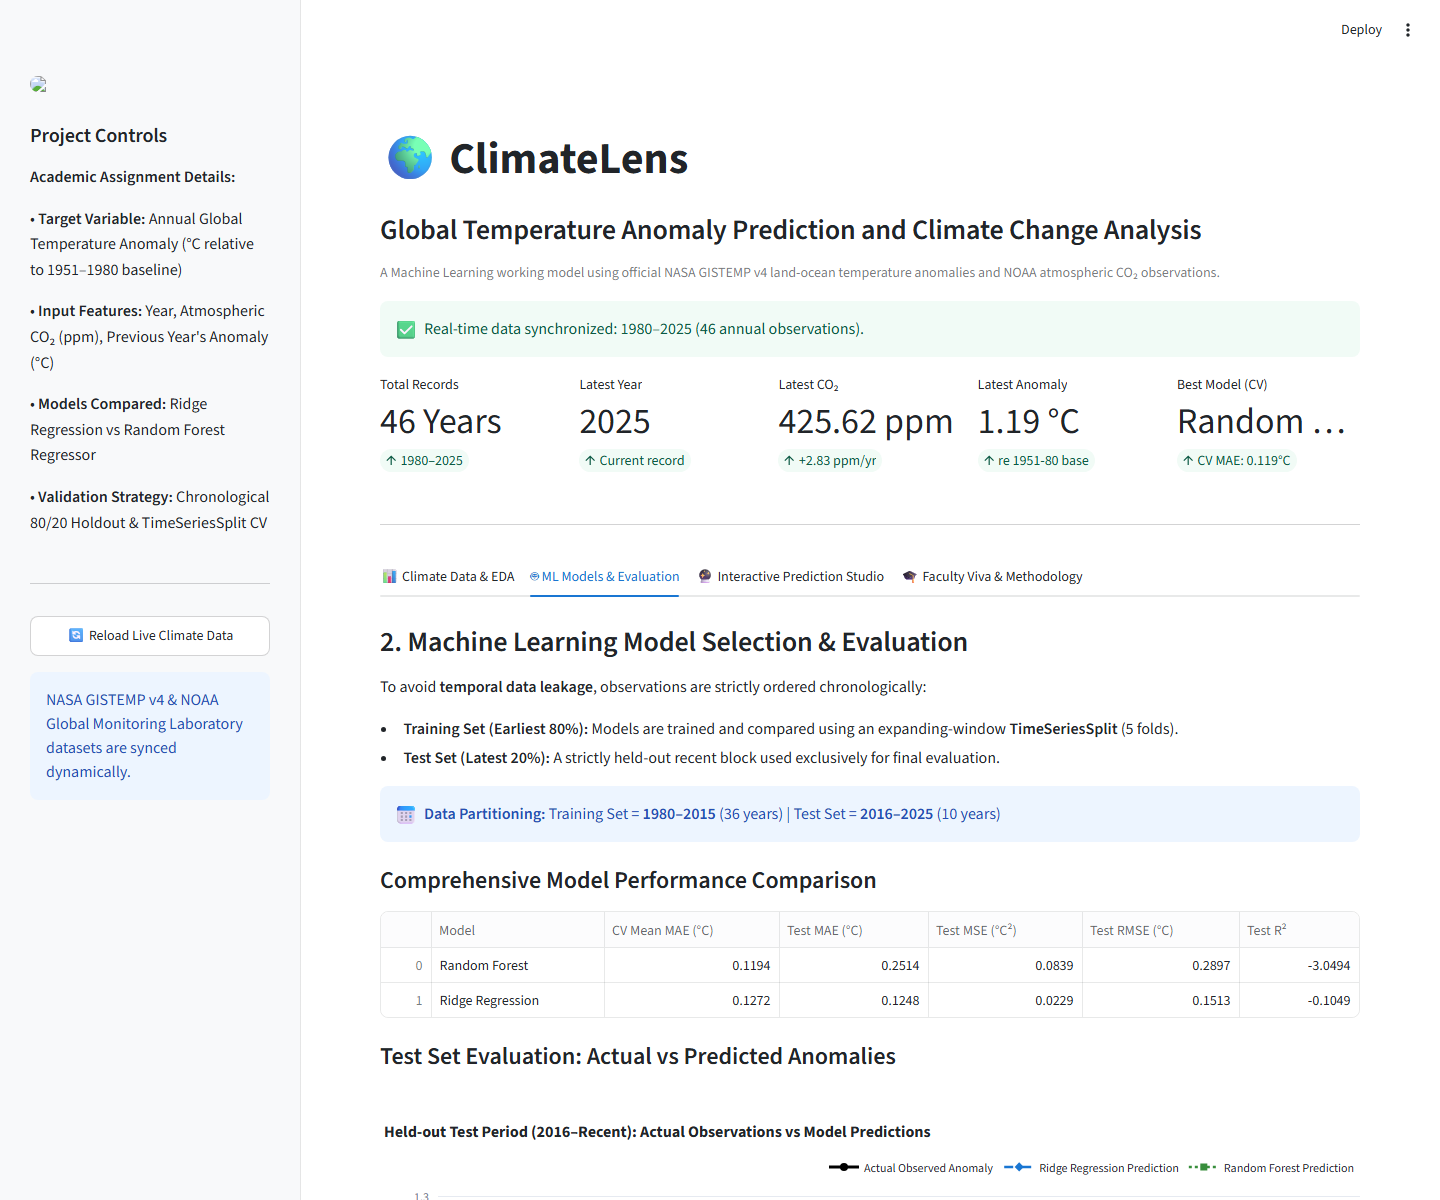 Deploy
Project Controls
Academic Assignment Details:
• Target Variable: Annual Global
Temperature Anomaly (°C relative
to 1951–1980 baseline)
• Input Features: Year, Atmospheric
CO₂ (ppm), Previous Year's Anomaly
(°C)
• Models Compared: Ridge
Regression vs Random Forest
Regressor
• Validation Strategy: Chronological
80/20 Holdout & TimeSeriesSplit CV
Reload Live Climate Data
NASA GISTEMP v4 & NOAA
Global Monitoring Laboratory
datasets are synced
dynamically.
ClimateLens
Global Temperature Anomaly Prediction and Climate Change Analysis
A Machine Learning working model using official NASA GISTEMP v4 land-ocean temperature anomalies and NOAA atmospheric CO₂ observations.
Real-time data synchronized: 1980–2025 (46 annual observations).
Total Records
46 Years
↑ 1980–2025
Latest Year
2025
↑ Current record
Latest CO₂
425.62 ppm
↑ +2.83 ppm/yr
Latest Anomaly
1.19 °C
↑ re 1951-80 base
Best Model (CV)
Random …
↑ CV MAE: 0.119°C
Climate Data & EDA
ML Models & Evaluation
Interactive Prediction Studio
Faculty Viva & Methodology
2. Machine Learning Model Selection & Evaluation
To avoid temporal data leakage, observations are strictly ordered chronologically:
• Training Set (Earliest 80%): Models are trained and compared using an expanding-window TimeSeriesSplit (5 folds).
• Test Set (Latest 20%): A strictly held-out recent block used exclusively for final evaluation.
Data Partitioning: Training Set = 1980–2015 (36 years) | Test Set = 2016–2025 (10 years)
Comprehensive Model Performance Comparison
Model CV Mean MAE (°C) Test MAE (°C) Test MSE (°C²) Test RMSE (°C) Test R²
0 Random Forest 0.1194 0.2514 0.0839 0.2897 -3.0494
1 Ridge Regression 0.1272 0.1248 0.0229 0.1513 -0.1049
Test Set Evaluation: Actual vs Predicted Anomalies
Held-out Test Period (2016–Recent): Actual Observations vs Model Predictions
Actual Observed Anomaly Ridge Regression Prediction Random Forest Prediction
1.3